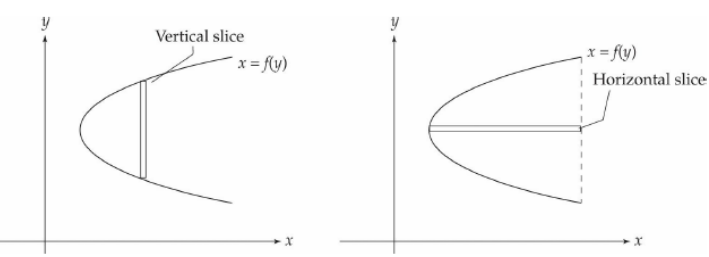 y
Vertical slice
x = f(y)
x
y
x = f(y)
Horizontal slice
x